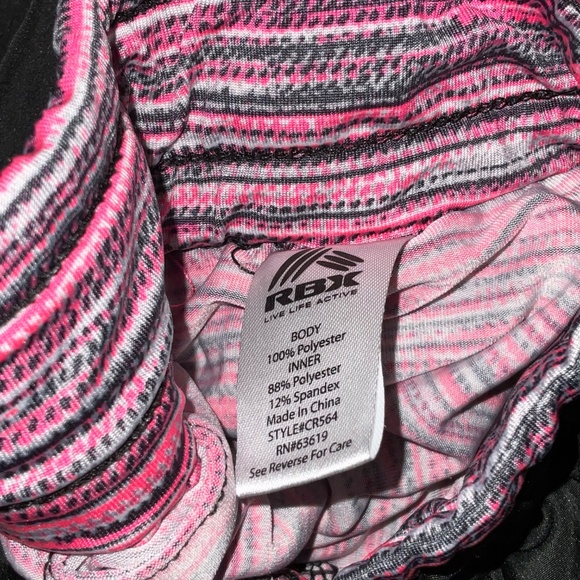 RBX
LIVE LIFE ACTIVE
BODY
100% Polyester
INNER
88% Polyester
12% Spandex
Made In China
STYLE#CR564
RN#63619
See Reverse For Care